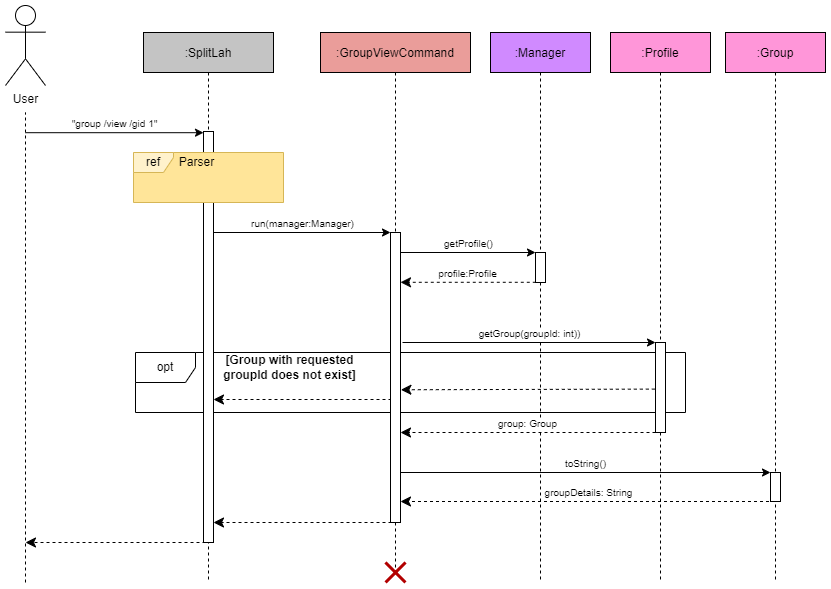 :SplitLah
:GroupViewCommand
:Manager
:Profile
:Group
User
"group /view /gid 1"
ref
Parser
run(manager:Manager)
getProfile()
profile:Profile
getGroup(groupId: int))
opt
[Group with requested
groupId does not exist]
group: Group
toString()
groupDetails: String